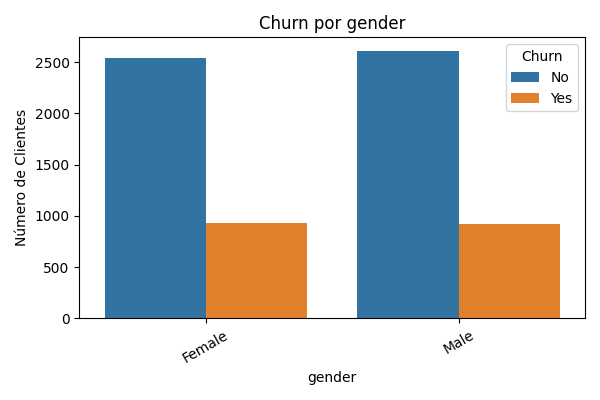 Churn por gender
Churn
No
Yes
Número de Clientes
2500
2000
1500
1000
500
0
Female
Male
gender